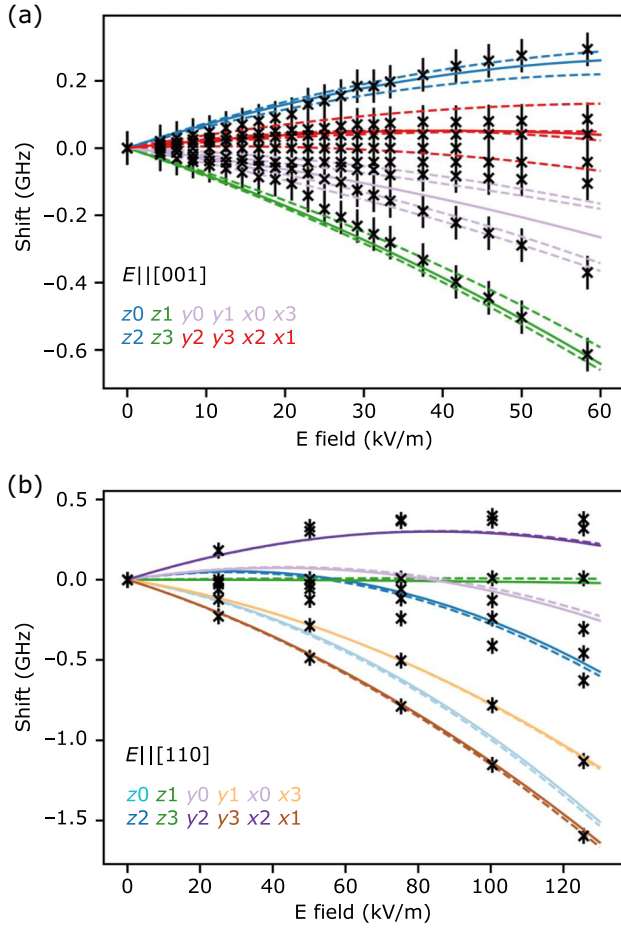 (a)
0.2
0.0
−0.2
−0.4
−0.6
Shift (GHz)
E||[001]
z0 z1 y0 y1 x0 x3
z2 z3 y2 y3 x2 x1
0 10 20 30 40 50 60
E field (kV/m)
(b)
0.5
0.0
−0.5
−1.0
−1.5
Shift (GHz)
E||[110]
z0 z1 y0 y1 x0 x3
z2 z3 y2 y3 x2 x1
0 20 40 60 80 100 120
E field (kV/m)